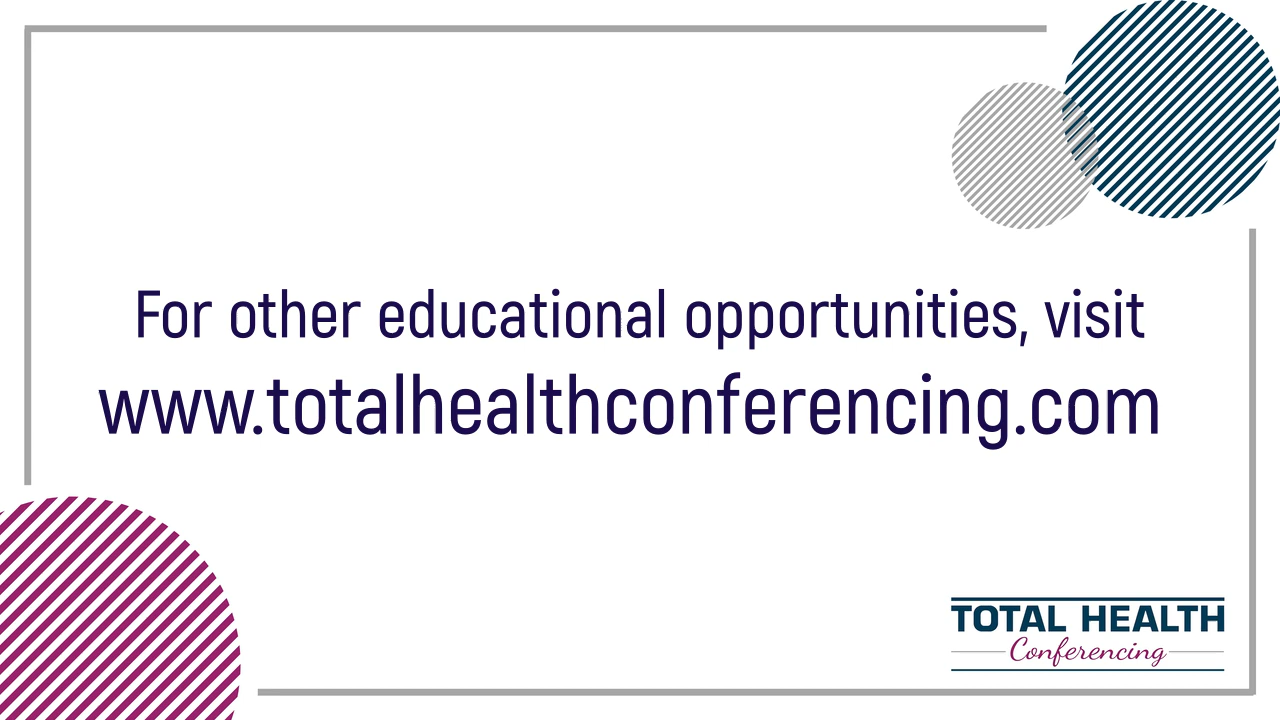 For other educational opportunities, visit
www.totalhealthconferencing.com
TOTAL HEALTH
Conferencing